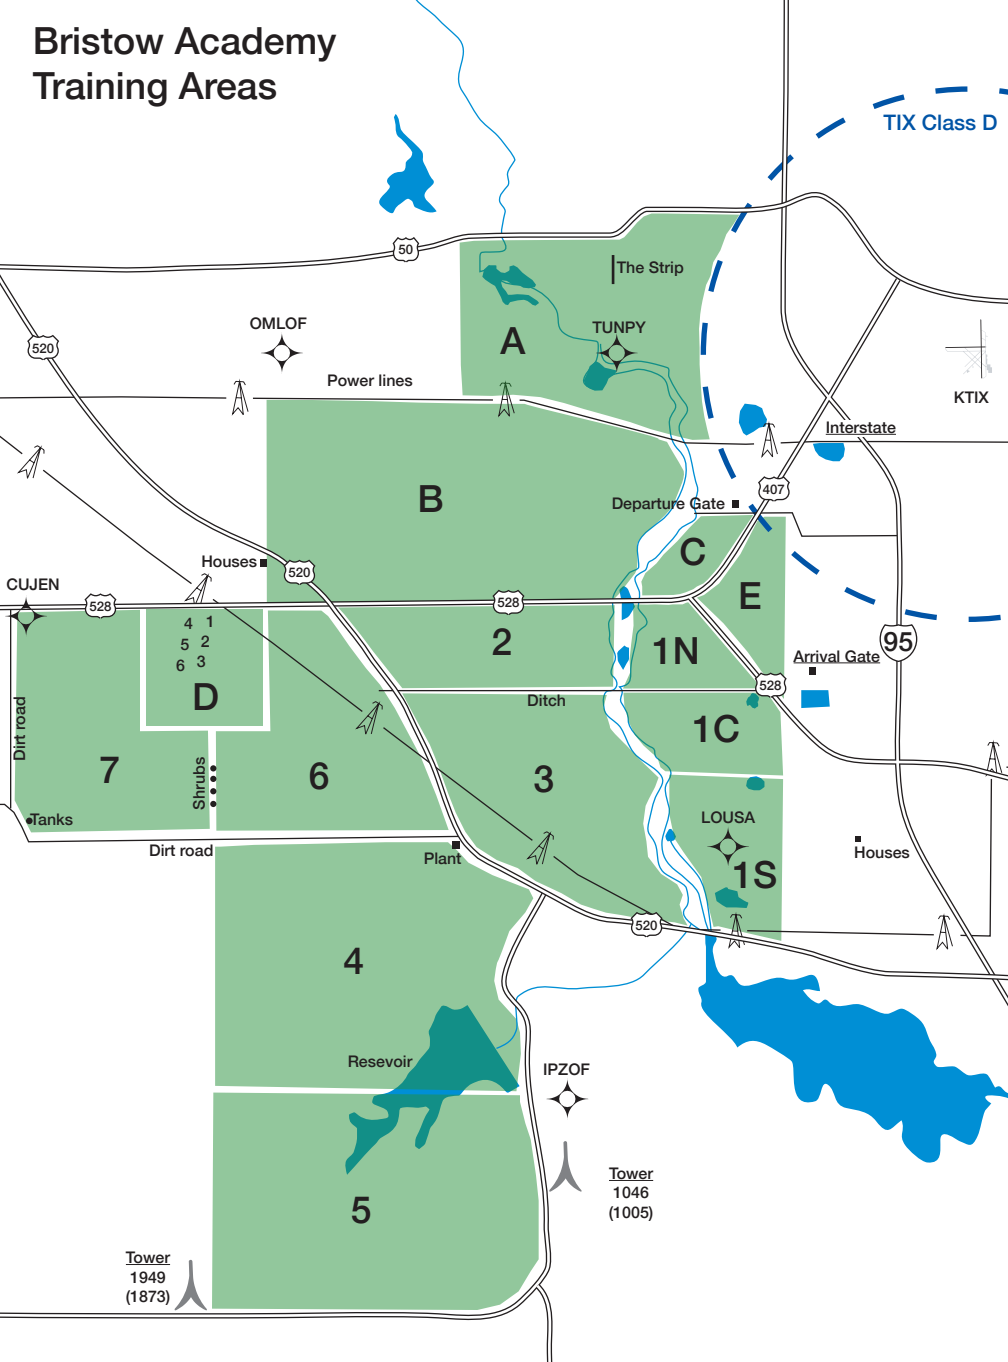 Bristow Academy
Training Areas
TIX Class D
50
The Strip
OMLOF
TUNPY
520
A
Power lines
KTIX
Interstate
B
407
Departure Gate
C
Houses
520
CUJEN
528
528
E
4 1
5 2
6 3
2
1N
95
Arrival Gate
D
528
Ditch
Dirt road
1C
7
Shrubs
6
3
Tanks
LOUSA
Dirt road
Plant
Houses
1S
520
4
Resevoir
IPZOF
Tower
1046
(1005)
5
Tower
1949
(1873)